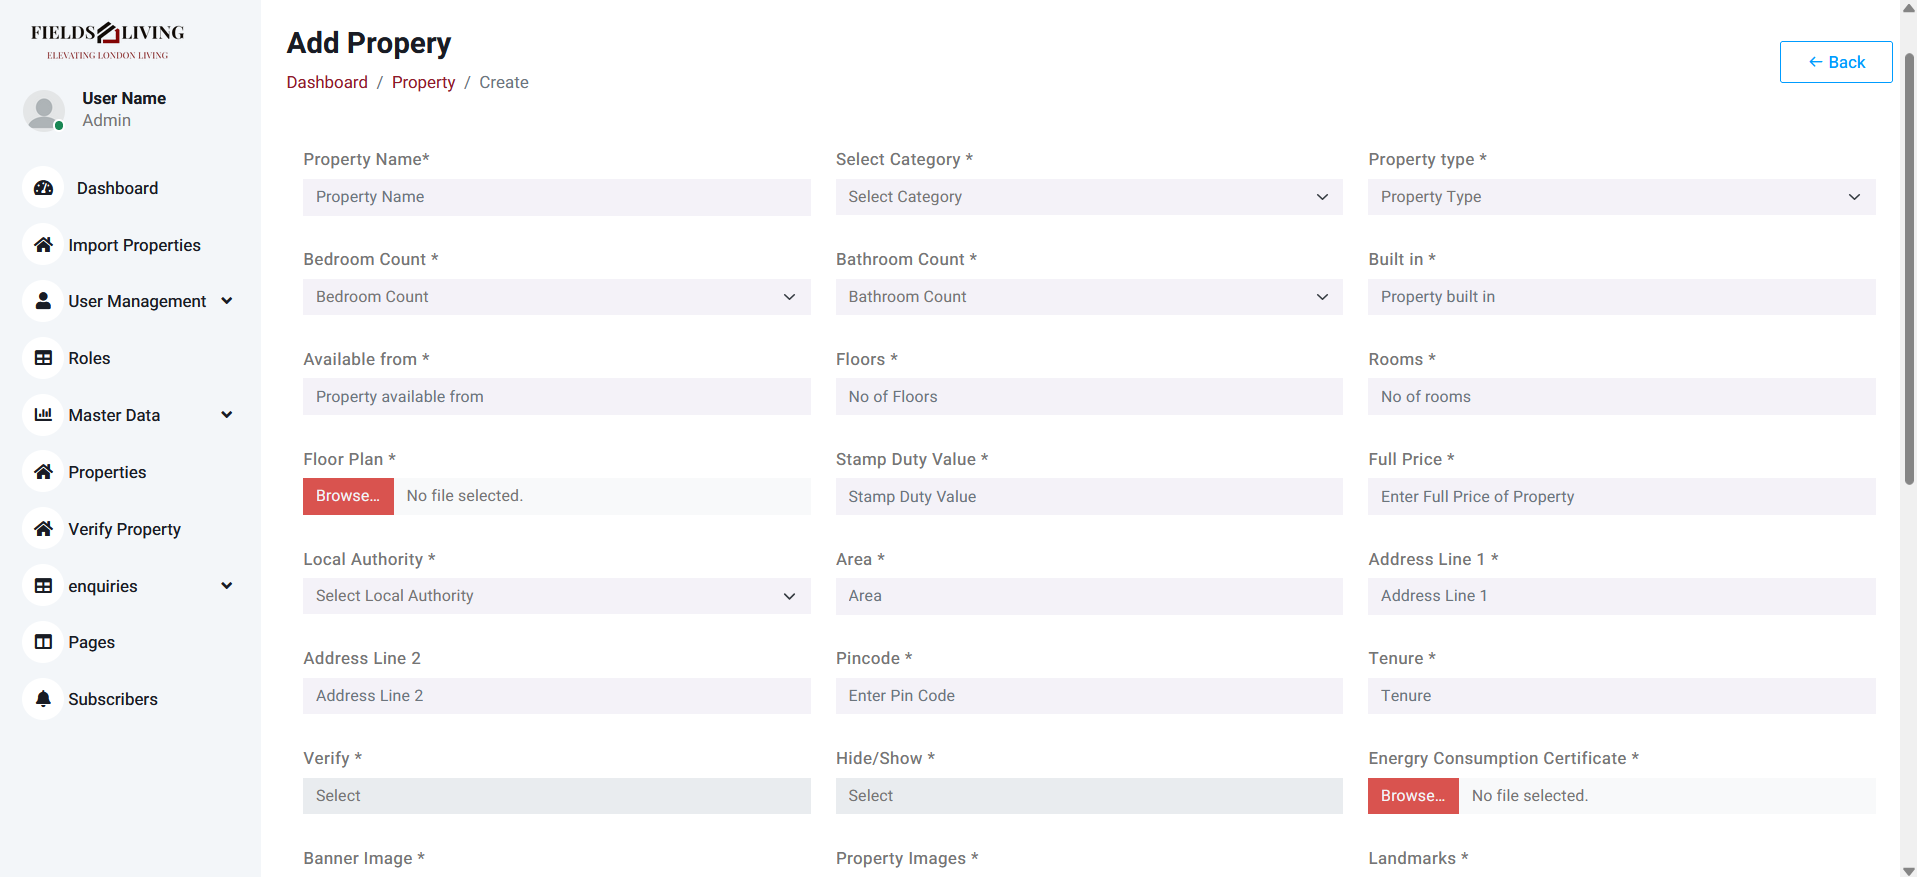 FIELDS LIVING
ELEVATING LONDON LIVING
User Name
Admin
Dashboard
Import Properties
User Management
Roles
Master Data
Properties
Verify Property
enquiries
Pages
Subscribers
Add Propery
Dashboard / Property / Create
← Back
Property Name*
Property Name
Select Category *
Select Category
Property type *
Property Type
Bedroom Count *
Bedroom Count
Bathroom Count *
Bathroom Count
Built in *
Property built in
Available from *
Property available from
Floors *
No of Floors
Rooms *
No of rooms
Floor Plan *
Browse... No file selected.
Stamp Duty Value *
Stamp Duty Value
Full Price *
Enter Full Price of Property
Local Authority *
Select Local Authority
Area *
Area
Address Line 1 *
Address Line 1
Address Line 2
Address Line 2
Pincode *
Enter Pin Code
Tenure *
Tenure
Verify *
Select
Hide/Show *
Select
Energry Consumption Certificate *
Browse... No file selected.
Banner Image *
Property Images *
Landmarks *